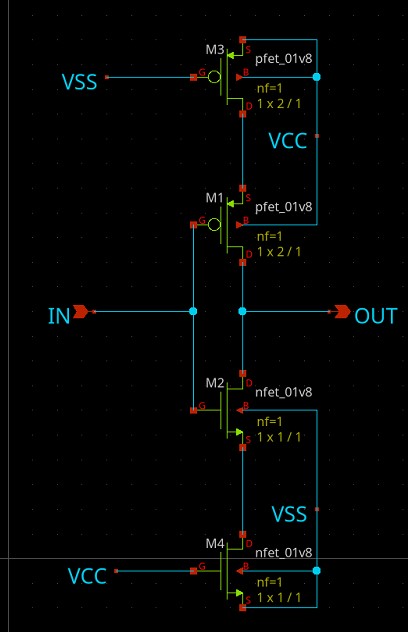 S
M3
pfet_01v8
VSS
G
B
nf=1
1 x 2 / 1
D
VCC
S
M1
pfet_01v8
G
B
nf=1
1 x 2 / 1
D
IN
OUT
D
M2
nfet_01v8
G
B
nf=1
1 x 1 / 1
S
VSS
D
M4
nfet_01v8
VCC
G
B
nf=1
1 x 1 / 1
S